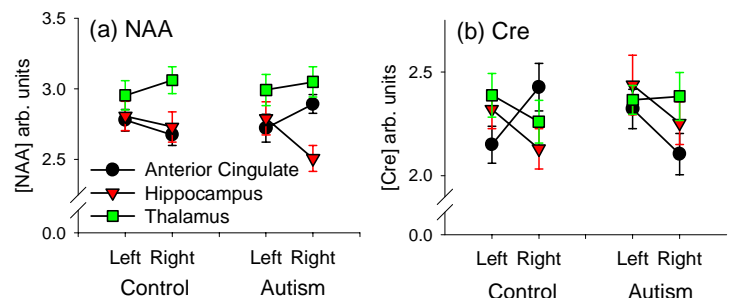 (a) NAA
[NAA] arb. units
3.5
3.0
2.5
0.0
Anterior Cingulate
Hippocampus
Thalamus
Left Right Left Right
Control Autism
(b) Cre
[Cre] arb. units
2.5
2.0
0.0
Left Right Left Right
Control Autism